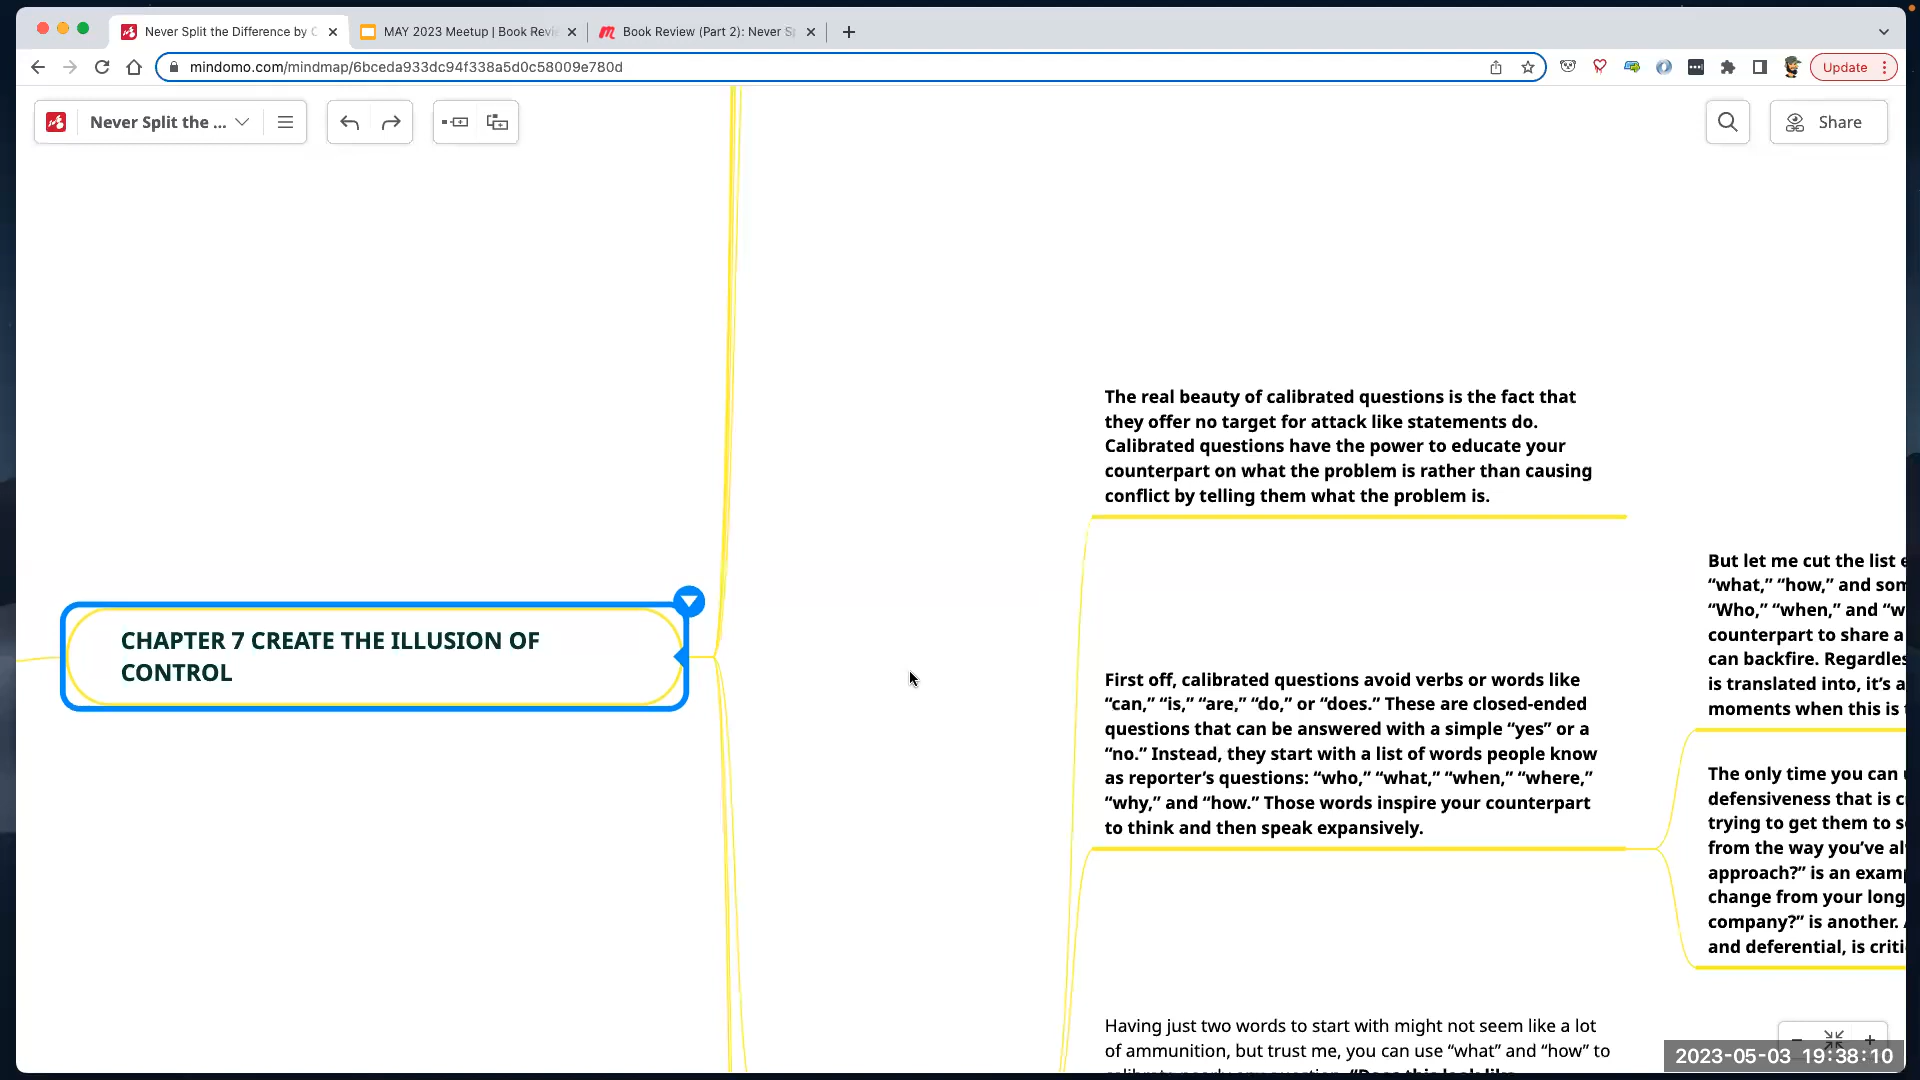 Never Split the Difference by
MAY 2023 Meetup | Book Revi
Book Review (Part 2): Never S
mindomo.com/mindmap/6bceda933dc94f338a5d0c58009e780d
Update
Never Split the ...
Share
The real beauty of calibrated questions is the fact that
they offer no target for attack like statements do.
Calibrated questions have the power to educate your
counterpart on what the problem is rather than causing
conflict by telling them what the problem is.
CHAPTER 7 CREATE THE ILLUSION OF
CONTROL
First off, calibrated questions avoid verbs or words like
“can,” “is,” “are,” “do,” or “does.” These are closed-ended
questions that can be answered with a simple “yes” or a
“no.” Instead, they start with a list of words people know
as reporter’s questions: “who,” “what,” “when,” “where,”
“why,” and “how.” Those words inspire your counterpart
to think and then speak expansively.
But let me cut the list
“what,” “how,” and
“Who,” “when,” and
counterpart to share a
can backfire.
is translated into, it’s
moments when this is
The only time you can
defensiveness that is
trying to get them to
from the way you’ve
approach?” is an
change from your long
company?” is another.
and deferential, is
Having just two words to start with might not seem like a lot
of ammunition, but trust me, you can use “what” and “how” to
2023-05-03 19:38:10